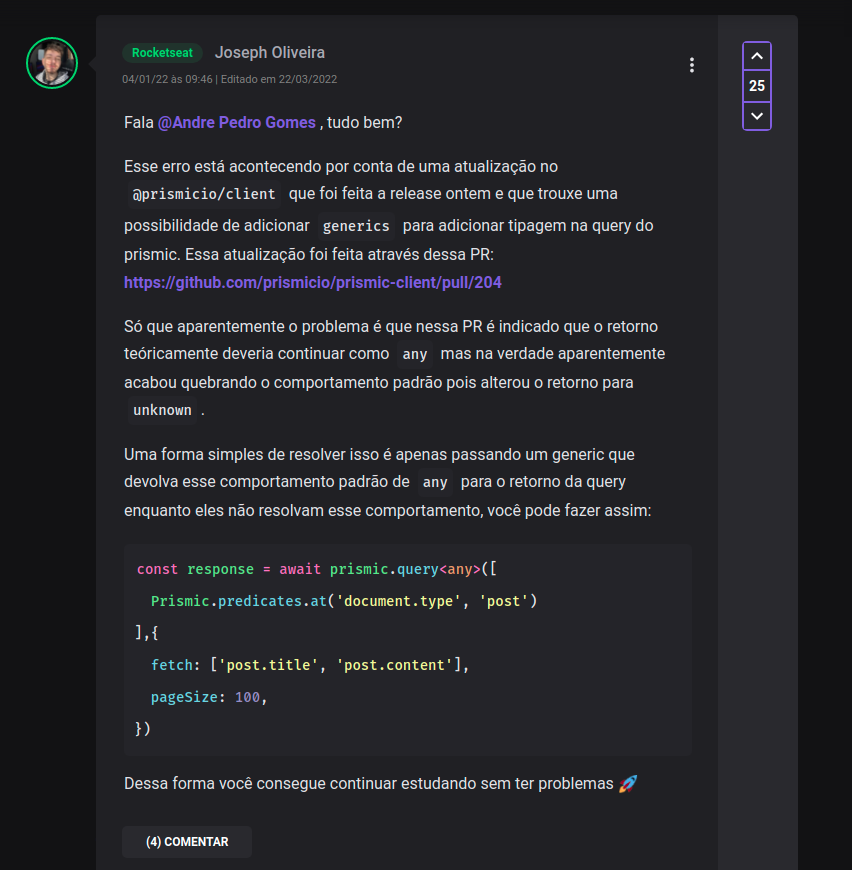 Rocketseat Joseph Oliveira
04/01/22 às 09:46 | Editado em 22/03/2022
25
Fala @Andre Pedro Gomes , tudo bem?
Esse erro está acontecendo por conta de uma atualização no
@prismicio/client que foi feita a release ontem e que trouxe uma
possibilidade de adicionar generics para adicionar tipagem na query do
prismic. Essa atualização foi feita através dessa PR:
https://github.com/prismicio/prismic-client/pull/204
Só que aparentemente o problema é que nessa PR é indicado que o retorno
teóricamente deveria continuar como any mas na verdade aparentemente
acabou quebrando o comportamento padrão pois alterou o retorno para
unknown .
Uma forma simples de resolver isso é apenas passando um generic que
devolva esse comportamento padrão de any para o retorno da query
enquanto eles não resolvam esse comportamento, você pode fazer assim:
const response = await prismic.query<any>([
  Prismic.predicates.at('document.type', 'post')
],{
  fetch: ['post.title', 'post.content'],
  pageSize: 100,
})
Dessa forma você consegue continuar estudando sem ter problemas 🚀
(4) COMENTAR